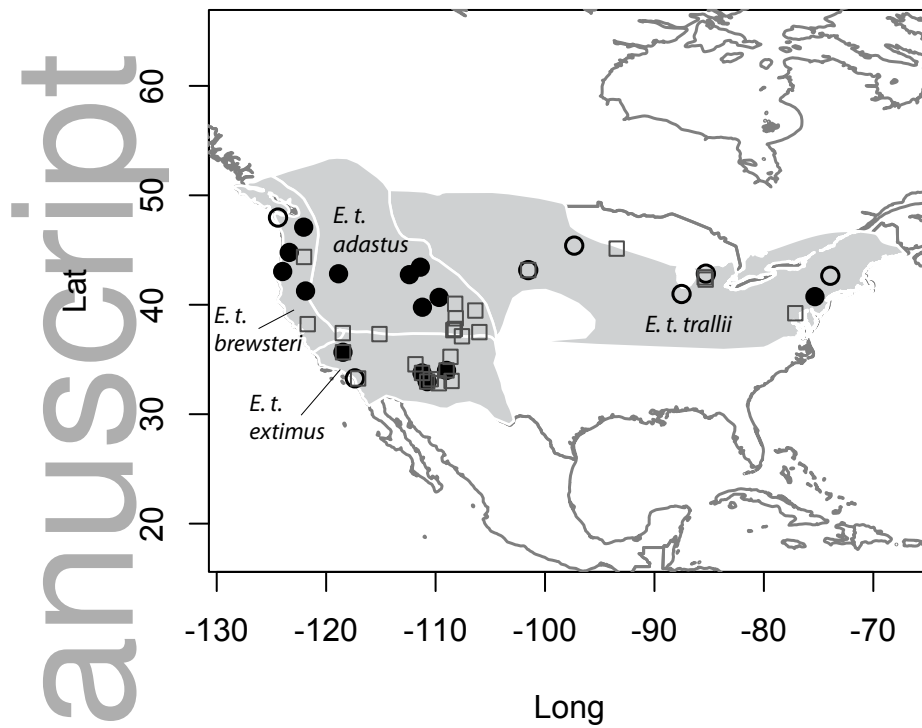 anuscript
Lat
60
50
40
30
20
E. t.
adastus
E. t.
brewsteri
E. t.
extimus
E. t. trallii
-130
-120
-110
-100
-90
-80
-70
Long